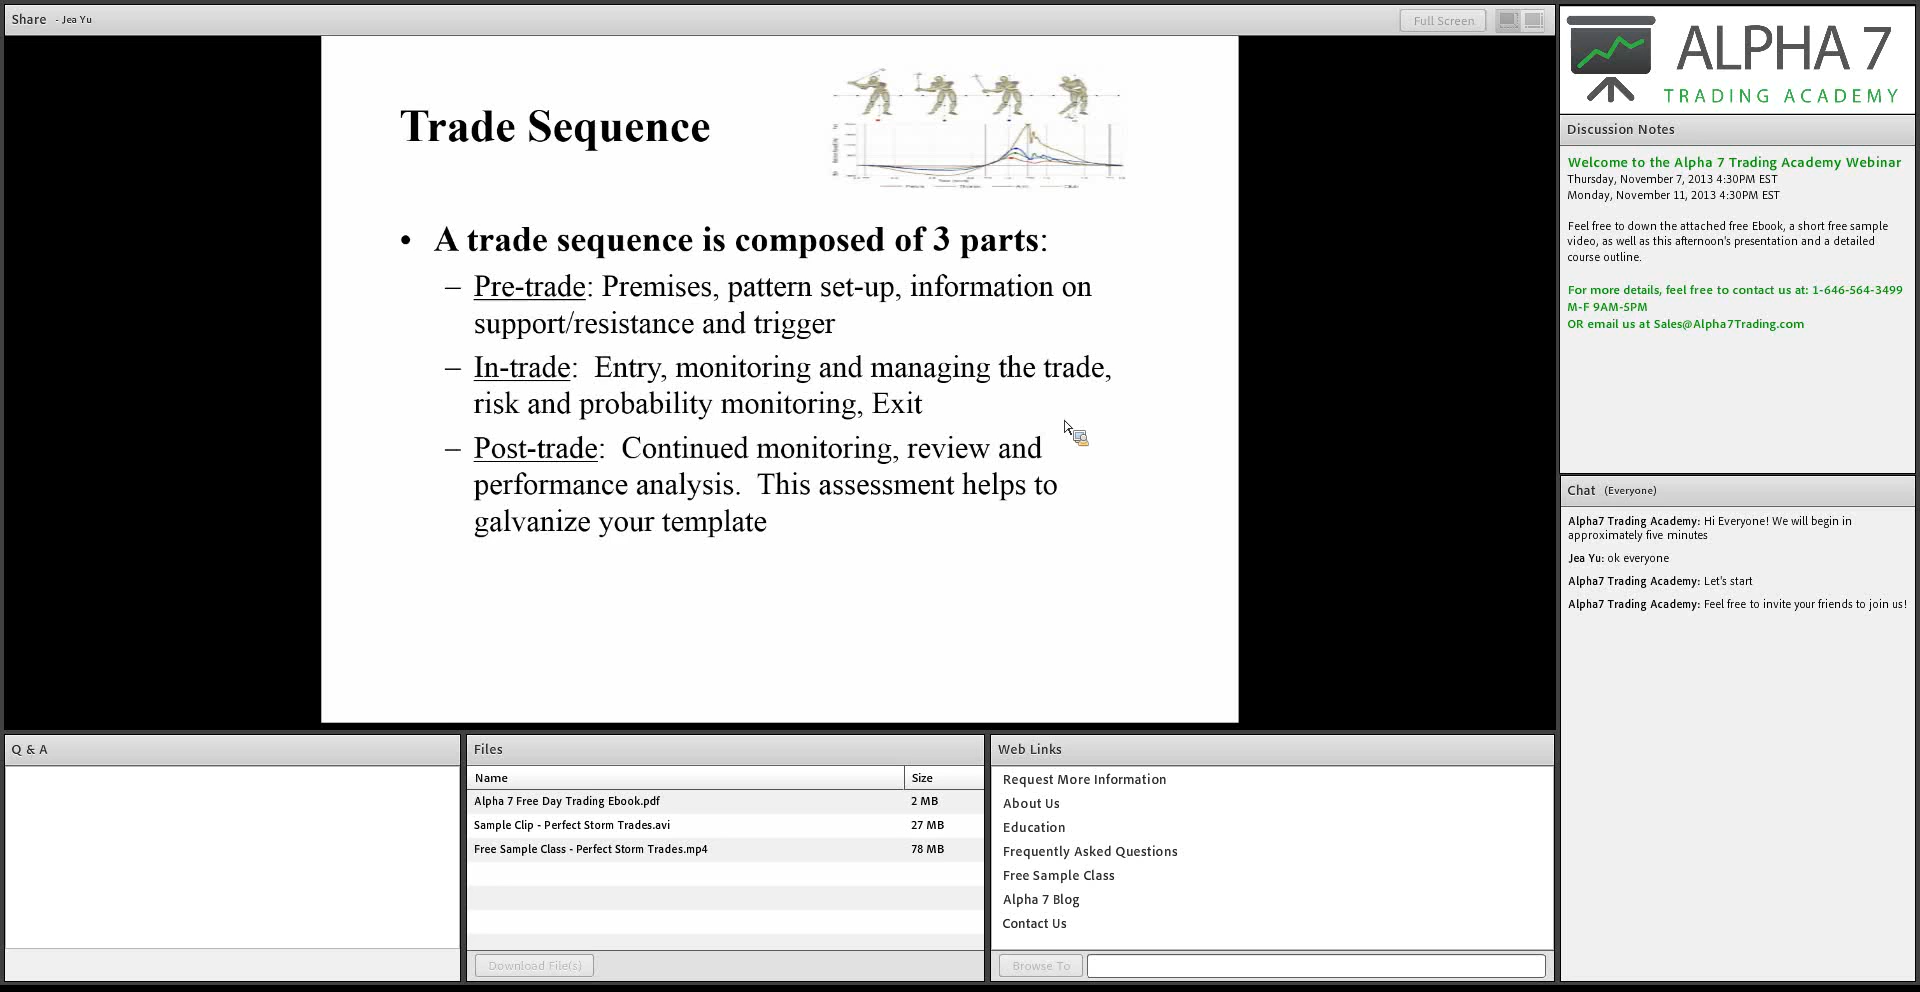 Share - Jea Yu
Full Screen
Trade Sequence
• A trade sequence is composed of 3 parts:
– Pre-trade: Premises, pattern set-up, information on
support/resistance and trigger
– In-trade:  Entry, monitoring and managing the trade,
risk and probability monitoring, Exit
– Post-trade:  Continued monitoring, review and
performance analysis.  This assessment helps to
galvanize your template
ALPHA 7
TRADING ACADEMY
Discussion Notes
Welcome to the Alpha 7 Trading Academy Webinar
Thursday, November 7, 2013 4:30PM EST
Monday, November 11, 2013 4:30PM EST
Feel free to down the attached free Ebook, a short free sample
video, as well as this afternoon's presentation and a detailed
course outline.
For more details, feel free to contact us at: 1-646-564-3499
M-F 9AM-5PM
OR email us at Sales@Alpha7Trading.com
Chat (Everyone)
Alpha7 Trading Academy: Hi Everyone! We will begin in
approximately five minutes
Jea Yu: ok everyone
Alpha7 Trading Academy: Let's start
Alpha7 Trading Academy: Feel free to invite your friends to join us!
Q & A
Files
Name Size
Alpha 7 Free Day Trading Ebook.pdf 2 MB
Sample Clip - Perfect Storm Trades.avi 27 MB
Free Sample Class - Perfect Storm Trades.mp4 78 MB
Download File(s)
Web Links
Request More Information
About Us
Education
Frequently Asked Questions
Free Sample Class
Alpha 7 Blog
Contact Us
Browse To